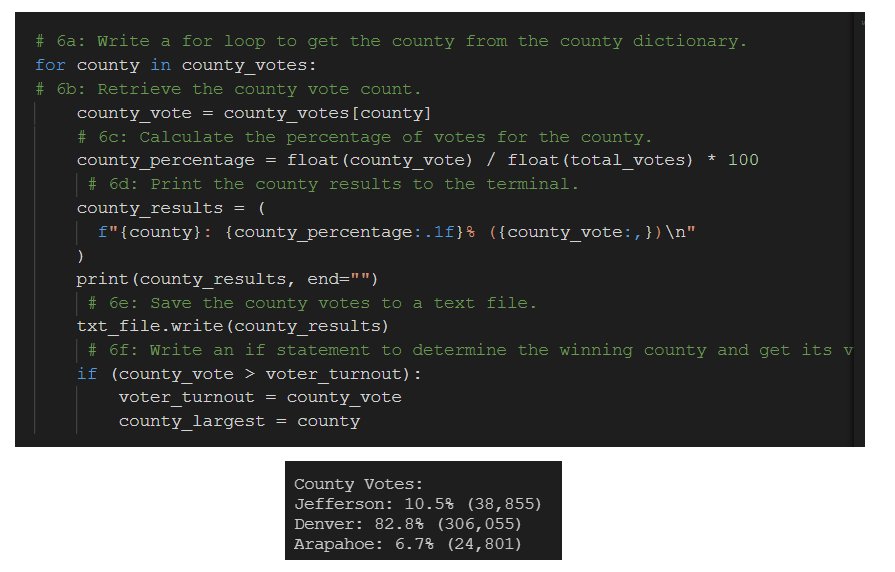 # 6a: Write a for loop to get the county from the county dictionary.
for county in county_votes:
# 6b: Retrieve the county vote count.
county_vote = county_votes[county]
# 6c: Calculate the percentage of votes for the county.
county_percentage = float(county_vote) / float(total_votes) * 100
# 6d: Print the county results to the terminal.
county_results = (
f"{county}: {county_percentage:.1f}% ({county_vote:,})\n"
)
print(county_results, end="")
# 6e: Save the county votes to a text file.
txt_file.write(county_results)
# 6f: Write an if statement to determine the winning county and get its v
if (county_vote > voter_turnout):
voter_turnout = county_vote
county_largest = county
County Votes:
Jefferson: 10.5% (38,855)
Denver: 82.8% (306,055)
Arapahoe: 6.7% (24,801)